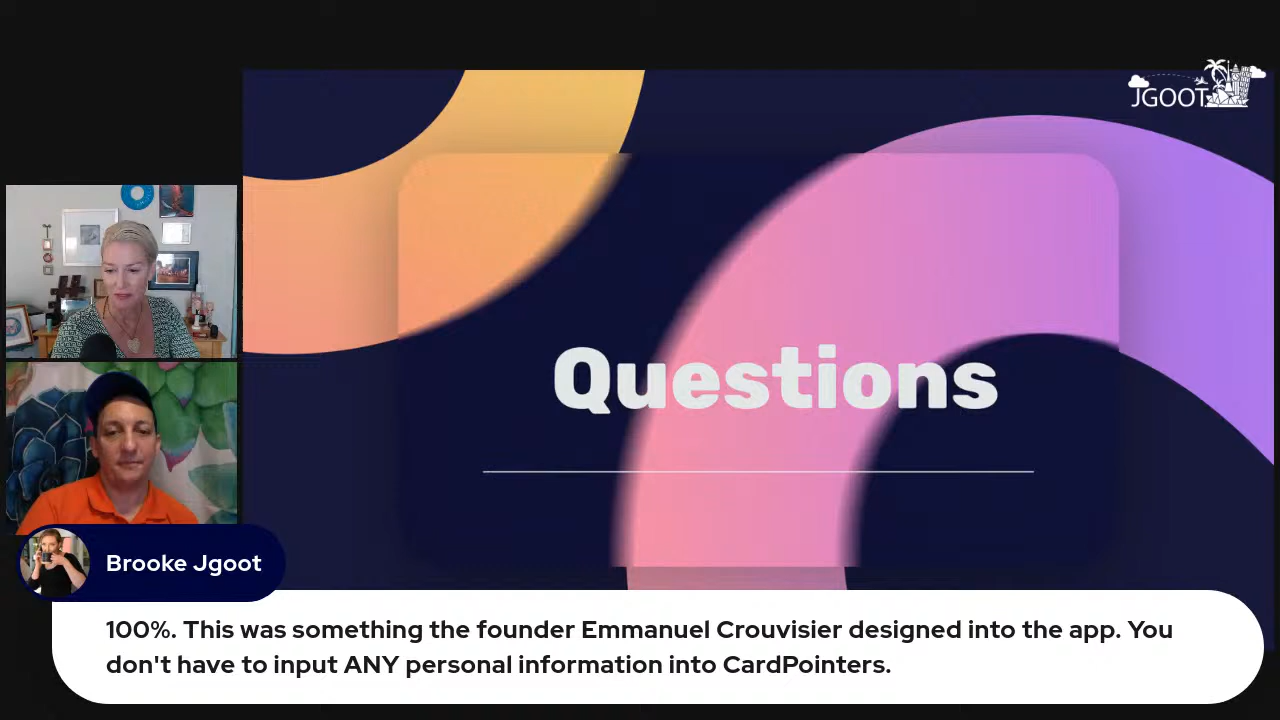 JGOOT
Questions
Brooke Jgoot
100%. This was something the founder Emmanuel Crouvisier designed into the app. You
don't have to input ANY personal information into CardPointers.